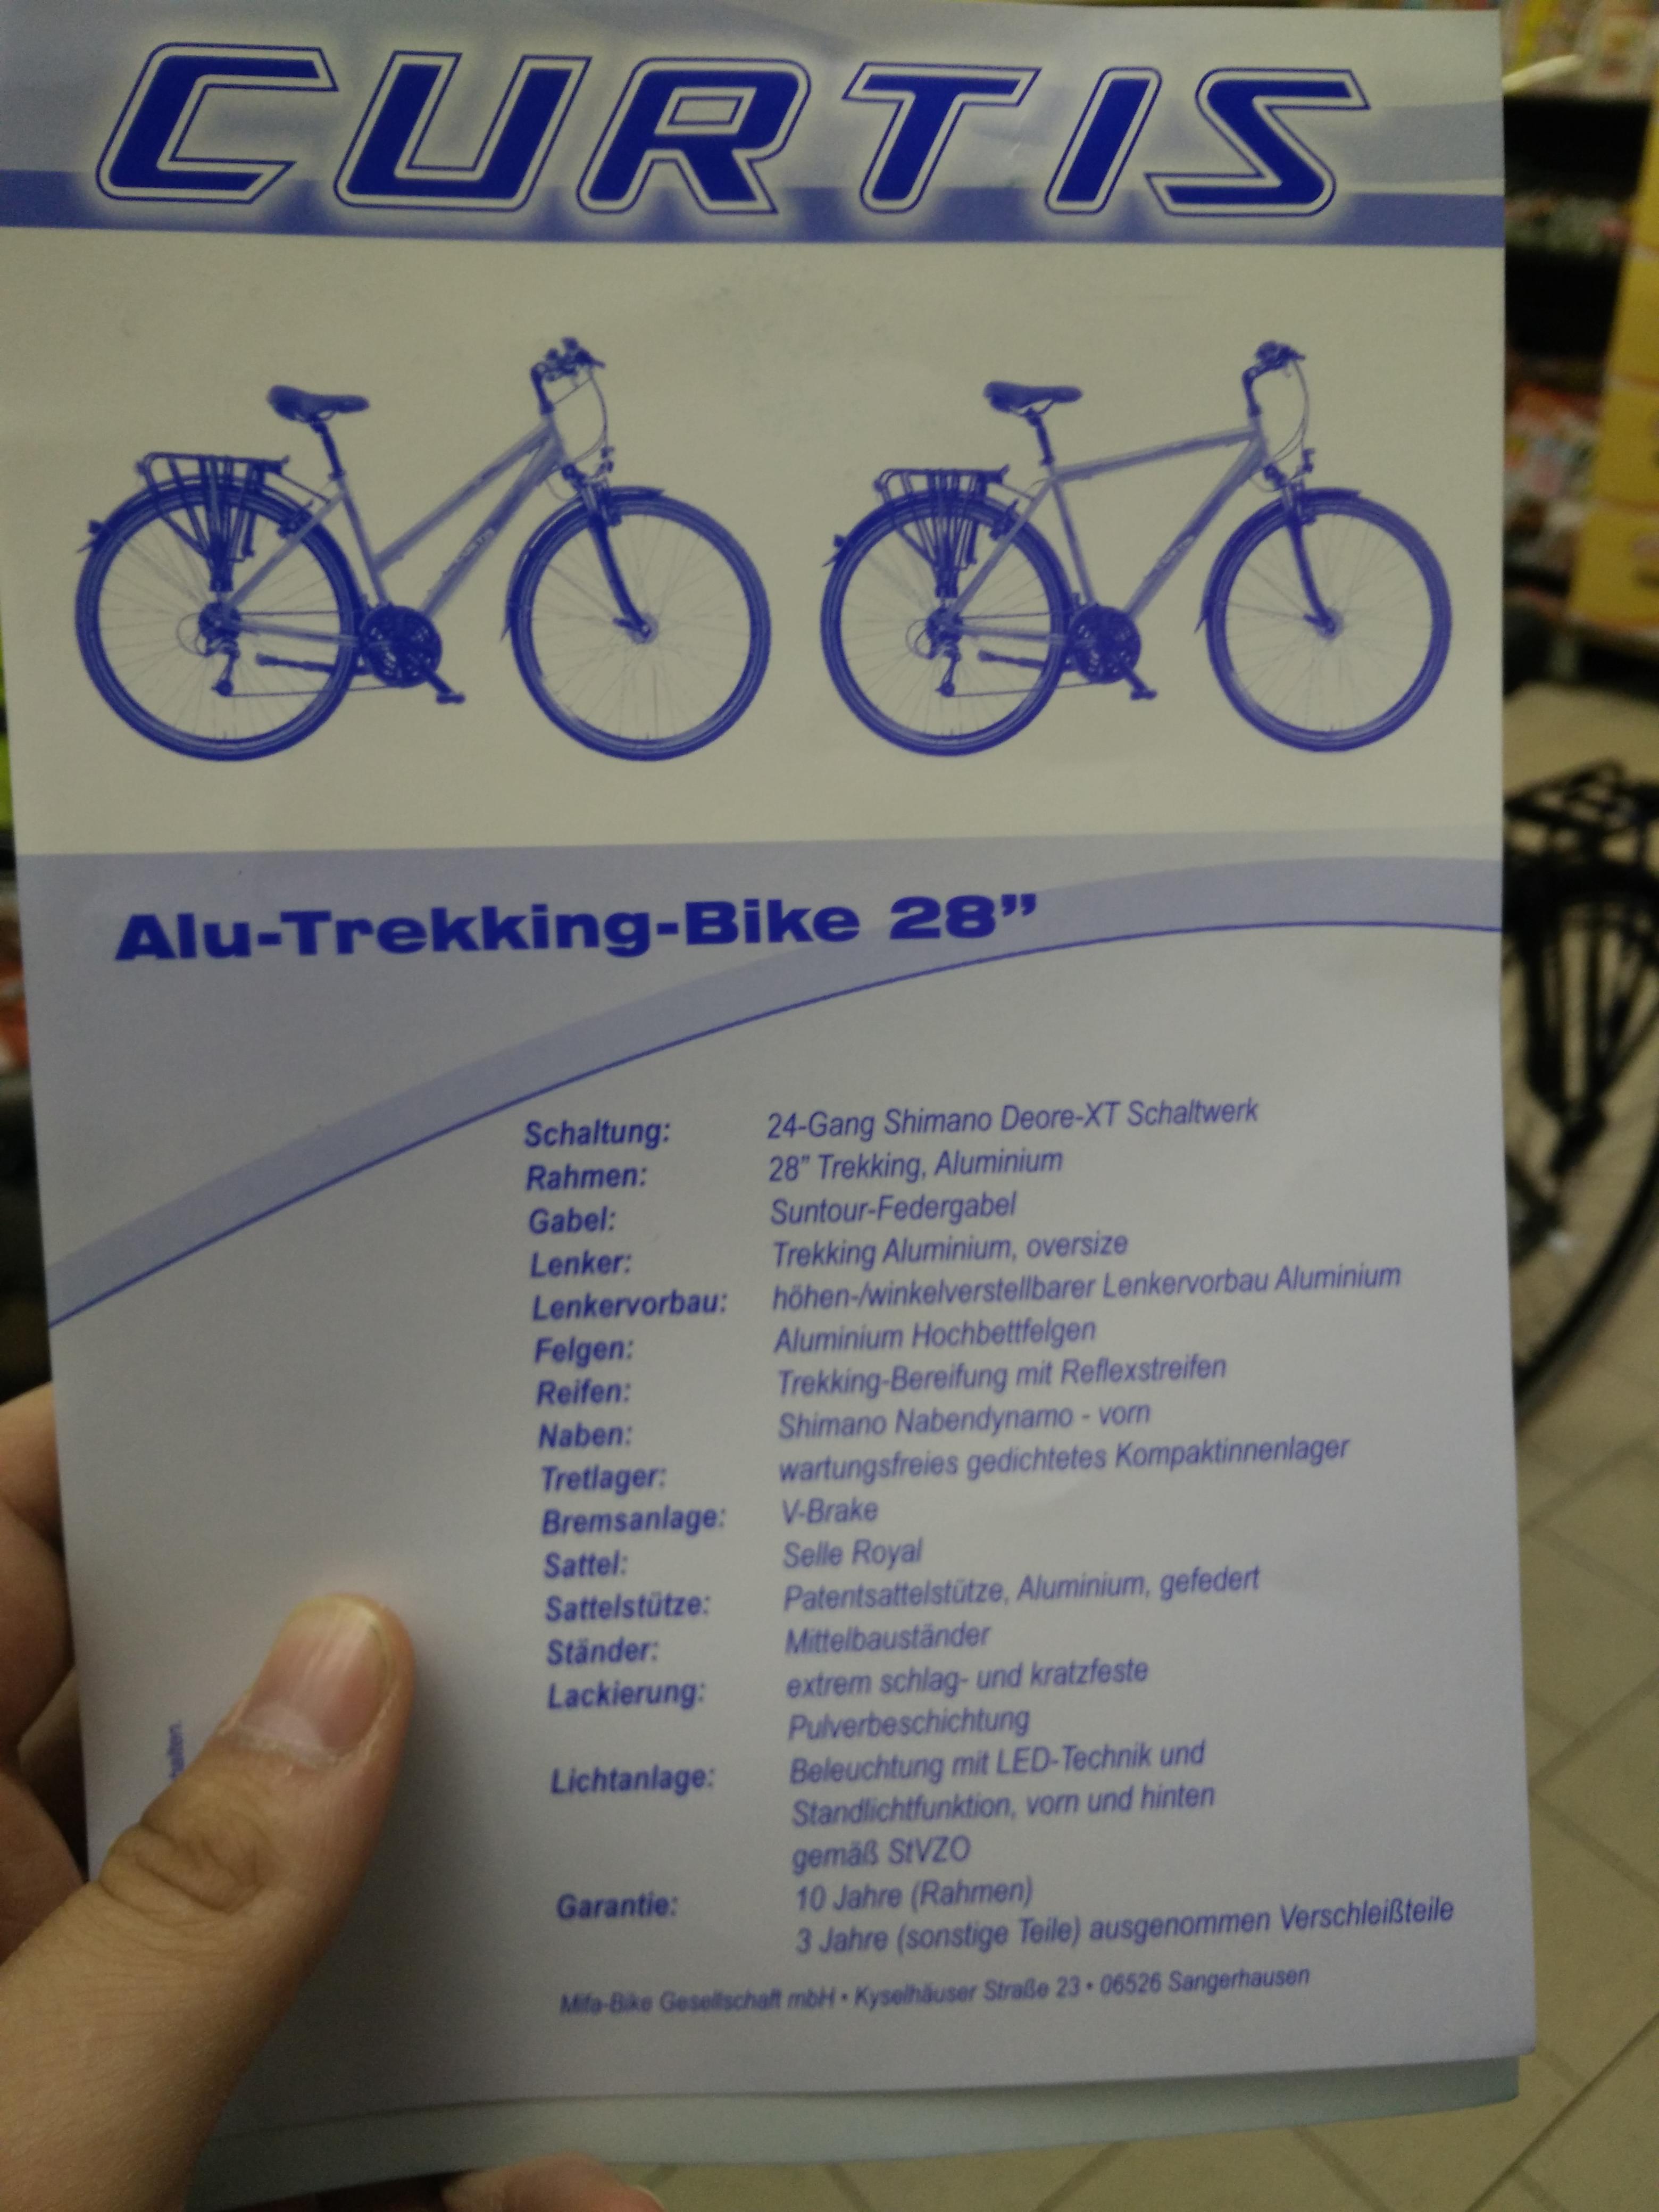 CURTIS
Alu-Trekking-Bike 28”
Schaltung: 24-Gang Shimano Deore-XT Schaltwerk
Rahmen: 28” Trekking, Aluminium
Gabel: Suntour-Federgabel
Lenker: Trekking Aluminium, oversize
Lenkervorbau: höhen-/winkelverstellbarer Lenkervorbau Aluminium
Felgen: Aluminium Hochbettfelgen
Reifen: Trekking-Bereifung mit Reflexstreifen
Naben: Shimano Nabendynamo - vorn
Tretlager: wartungsfreies gedichtetes Kompaktinnenlager
Bremsanlage: V-Brake
Sattel: Selle Royal
Sattelstütze: Patentsattelstütze, Aluminium, gefedert
Ständer: Mittelbauständer
Lackierung: extrem schlag- und kratzfeste
Pulverbeschichtung
Lichtanlage: Beleuchtung mit LED-Technik und
Standlichtfunktion, vorn und hinten
gemäß StVZO
Garantie: 10 Jahre (Rahmen)
3 Jahre (sonstige Teile) ausgenommen Verschleißteile
Mifa-Bike Gesellschaft mbH • Kyselhäuser Straße 23 • 06526 Sangerhausen